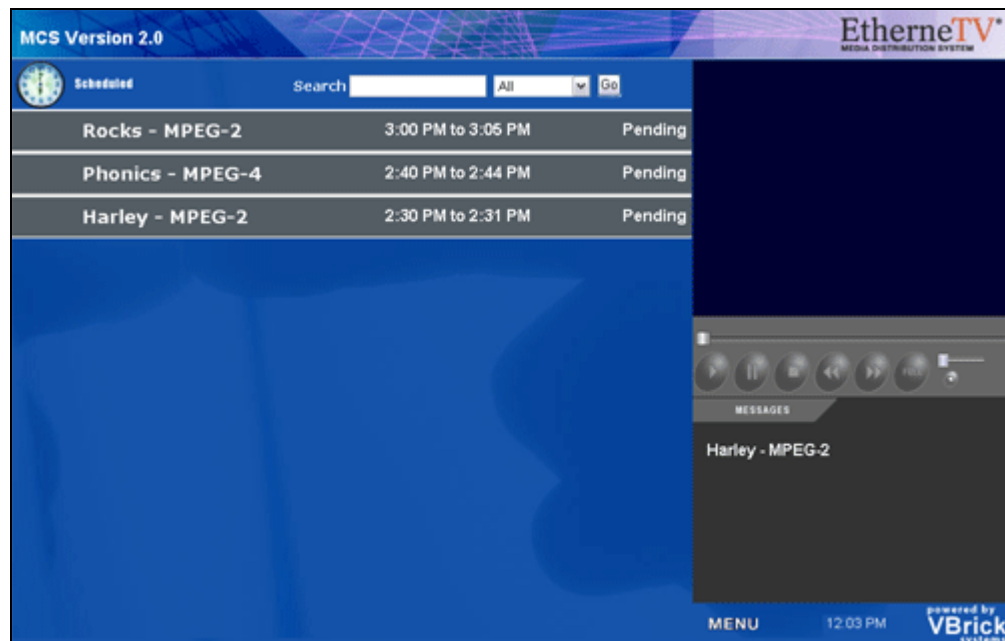 MCS Version 2.0
EtherneTV
MEDIA DISTRIBUTION SYSTEM
Scheduled
Search All Go
Rocks - MPEG-2 3:00 PM to 3:05 PM Pending
Phonics - MPEG-4 2:40 PM to 2:44 PM Pending
Harley - MPEG-2 2:30 PM to 2:31 PM Pending
FULL
MESSAGES
Harley - MPEG-2
MENU 12:03 PM
powered by
VBrick
systems